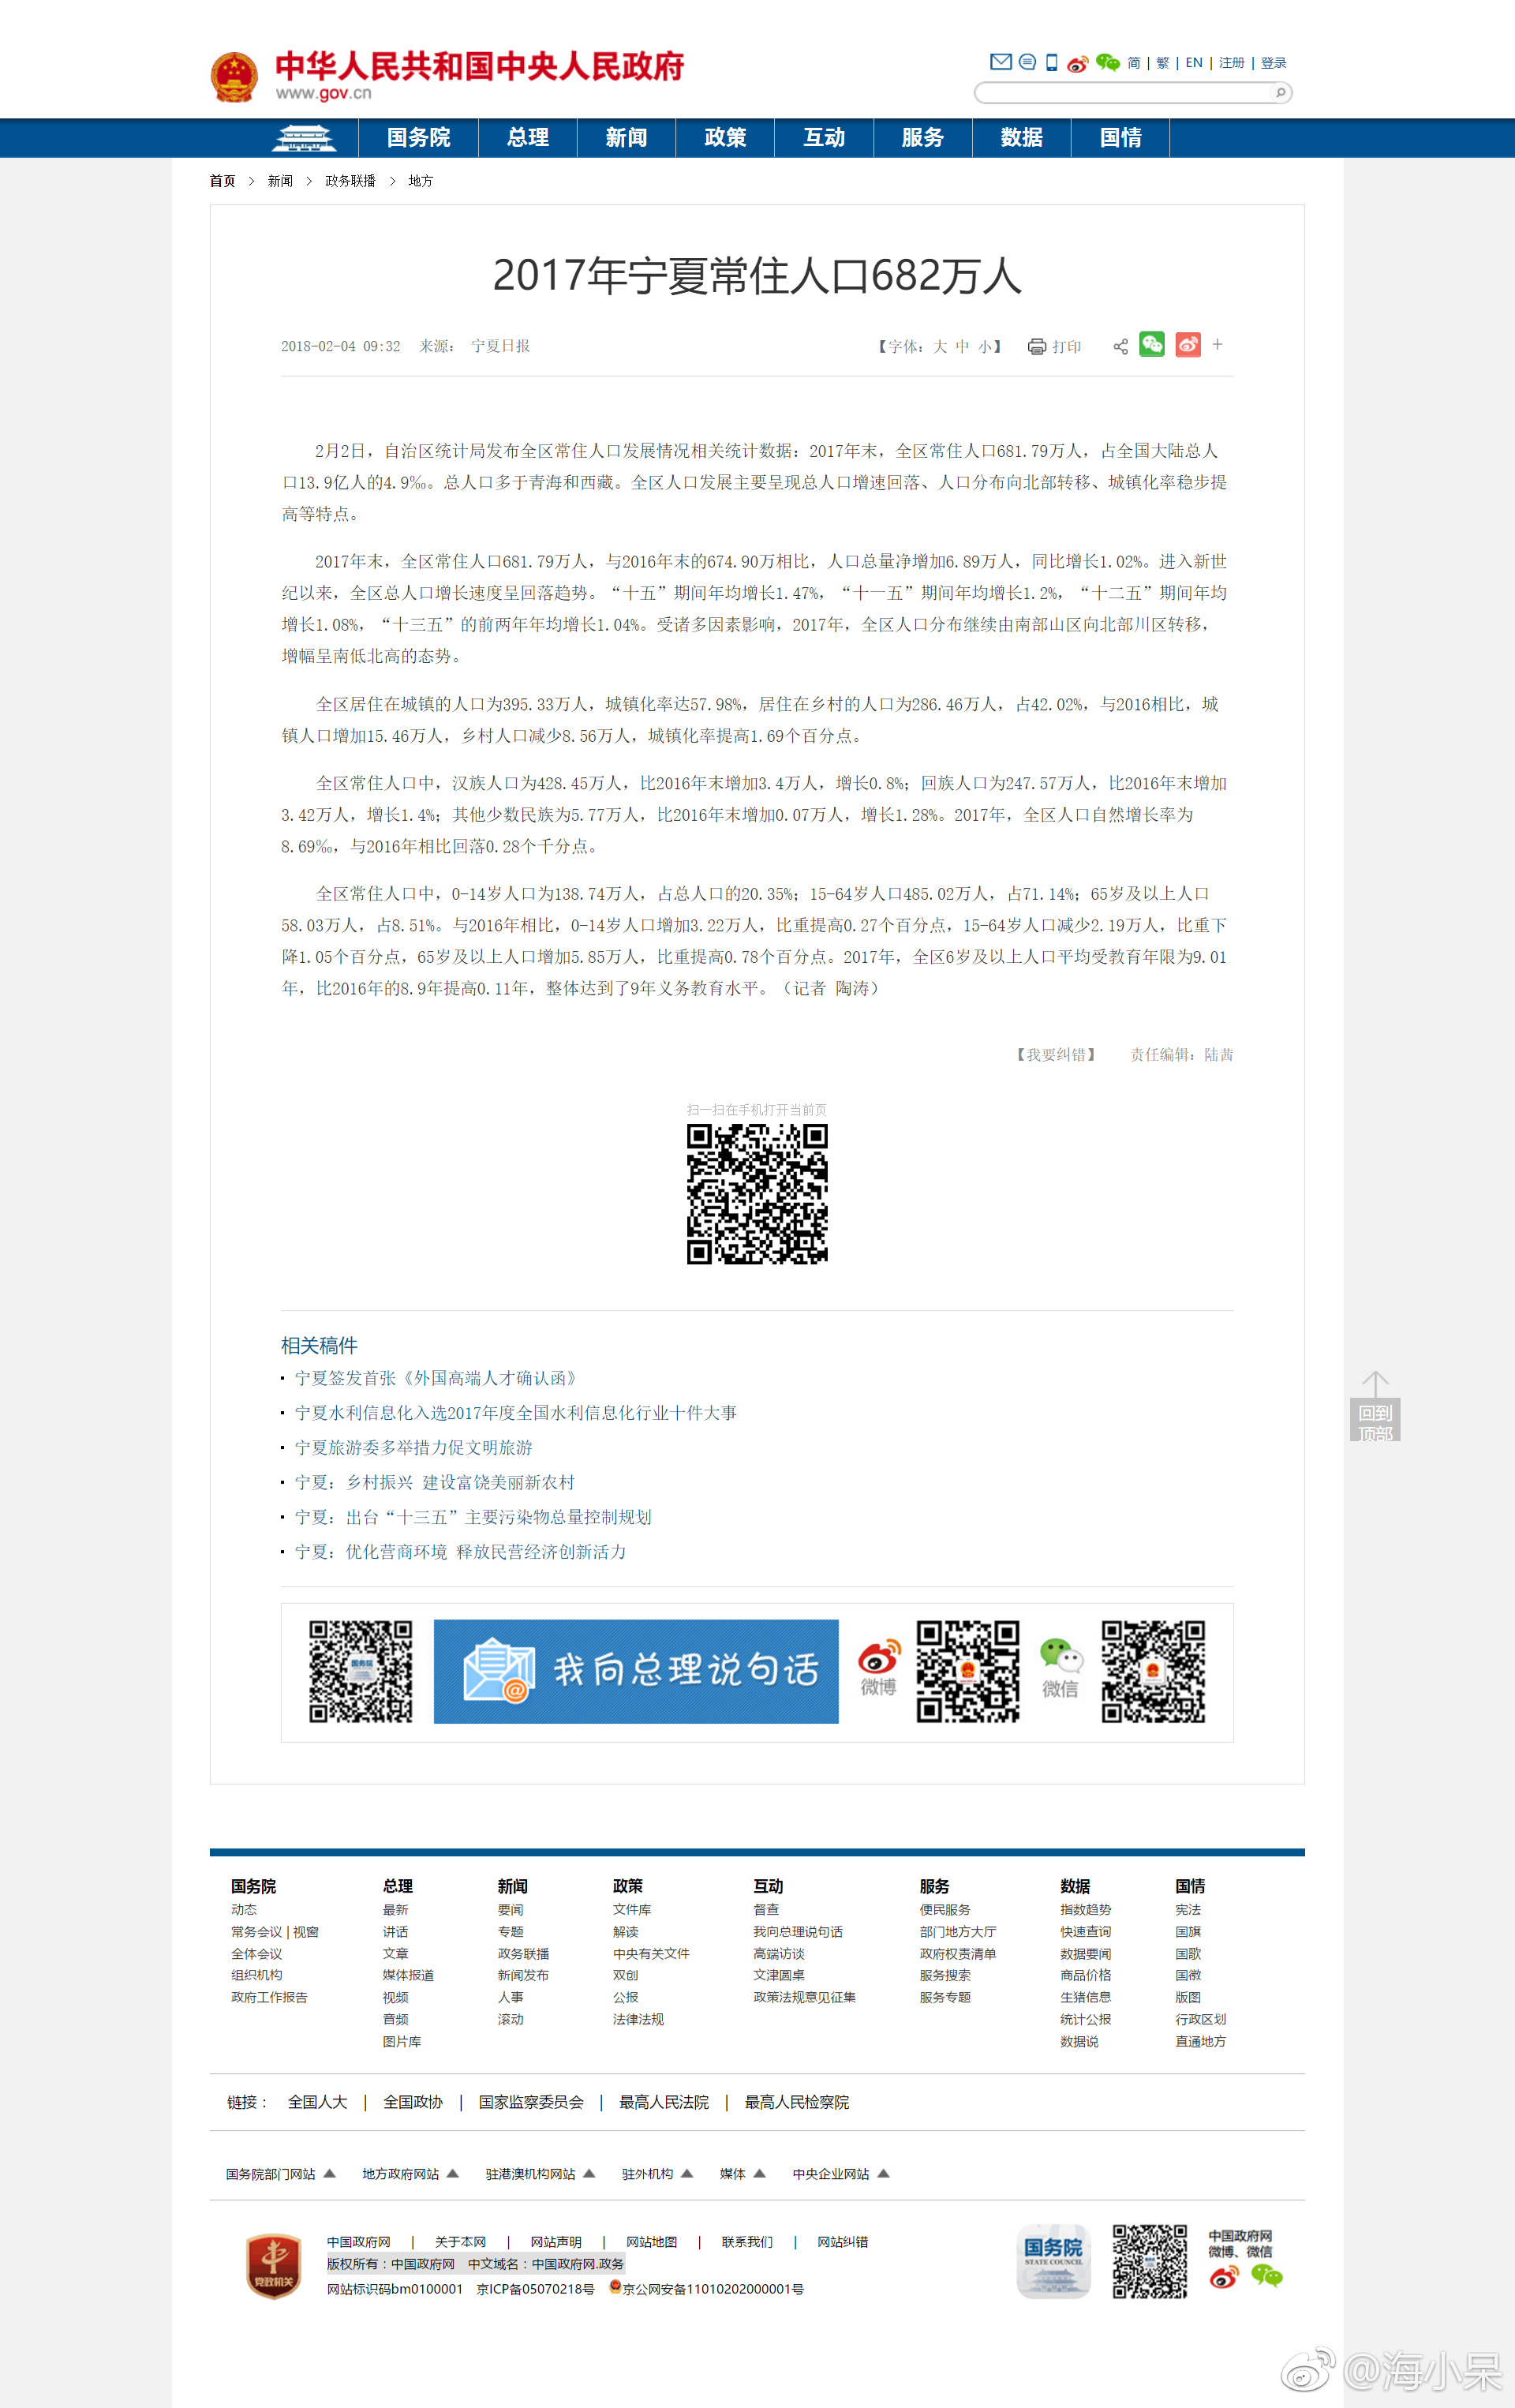 中华人民共和国中央人民政府
www.gov.cn
简 | 繁 | EN | 注册 | 登录
国务院 总理 新闻 政策 互动 服务 数据 国情
首页 > 新闻 > 政务联播 > 地方
2017年宁夏常住人口682万人
2018-02-04 09:32 来源： 宁夏日报 【字体：大 中 小】 打印 +
2月2日，自治区统计局发布全区常住人口发展情况相关统计数据：2017年末，全区常住人口681.79万人，占全国大陆总人
口13.9亿人的4.9‰。总人口多于青海和西藏。全区人口发展主要呈现总人口增速回落、人口分布向北部转移、城镇化率稳步提
高等特点。
2017年末，全区常住人口681.79万人，与2016年末的674.90万相比，人口总量净增加6.89万人，同比增长1.02%。进入新世
纪以来，全区总人口增长速度呈回落趋势。“十五”期间年均增长1.47%，“十一五”期间年均增长1.2%，“十二五”期间年均
增长1.08%，“十三五”的前两年年均增长1.04%。受诸多因素影响，2017年，全区人口分布继续由南部山区向北部川区转移，
增幅呈南低北高的态势。
全区居住在城镇的人口为395.33万人，城镇化率达57.98%，居住在乡村的人口为286.46万人，占42.02%，与2016相比，城
镇人口增加15.46万人，乡村人口减少8.56万人，城镇化率提高1.69个百分点。
全区常住人口中，汉族人口为428.45万人，比2016年末增加3.4万人，增长0.8%；回族人口为247.57万人，比2016年末增加
3.42万人，增长1.4%；其他少数民族为5.77万人，比2016年末增加0.07万人，增长1.28%。2017年，全区人口自然增长率为
8.69‰，与2016年相比回落0.28个千分点。
全区常住人口中，0-14岁人口为138.74万人，占总人口的20.35%；15-64岁人口485.02万人，占71.14%；65岁及以上人口
58.03万人，占8.51%。与2016年相比，0-14岁人口增加3.22万人，比重提高0.27个百分点，15-64岁人口减少2.19万人，比重下
降1.05个百分点，65岁及以上人口增加5.85万人，比重提高0.78个百分点。2017年，全区6岁及以上人口平均受教育年限为9.01
年，比2016年的8.9年提高0.11年，整体达到了9年义务教育水平。（记者 陶涛）
【我要纠错】 责任编辑：陆茜
扫一扫在手机打开当前页
相关稿件
宁夏签发首张《外国高端人才确认函》
宁夏水利信息化入选2017年度全国水利信息化行业十件大事
宁夏旅游委多举措力促文明旅游
宁夏：乡村振兴 建设富饶美丽新农村
宁夏：出台“十三五”主要污染物总量控制规划
宁夏：优化营商环境 释放民营经济创新活力
回到
顶部
国务院 我向总理说句话 微博 微信
国务院 总理 新闻 政策 互动 服务 数据 国情
动态 最新 要闻 文件库 督查 便民服务 指数趋势 宪法
常务会议 | 视窗 讲话 专题 解读 我向总理说句话 部门地方大厅 快速查询 国旗
全体会议 文章 政务联播 中央有关文件 高端访谈 政府权责清单 数据要闻 国歌
组织机构 媒体报道 新闻发布 双创 文津圆桌 服务搜索 商品价格 国徽
政府工作报告 视频 人事 公报 政策法规意见征集 服务专题 生猪信息 版图
音频 滚动 法律法规 统计公报 行政区划
图片库 数据说 直通地方
链接： 全国人大 | 全国政协 | 国家监察委员会 | 最高人民法院 | 最高人民检察院
国务院部门网站 地方政府网站 驻港澳机构网站 驻外机构 媒体 中央企业网站
党政机关
中国政府网 | 关于本网 | 网站声明 | 网站地图 | 联系我们 | 网站纠错
版权所有：中国政府网 中文域名：中国政府网.政务
网站标识码bm0100001 京ICP备05070218号 京公网安备11010202000001号
国务院
STATE COUNCIL
中国政府网
微博、微信
@海小呆